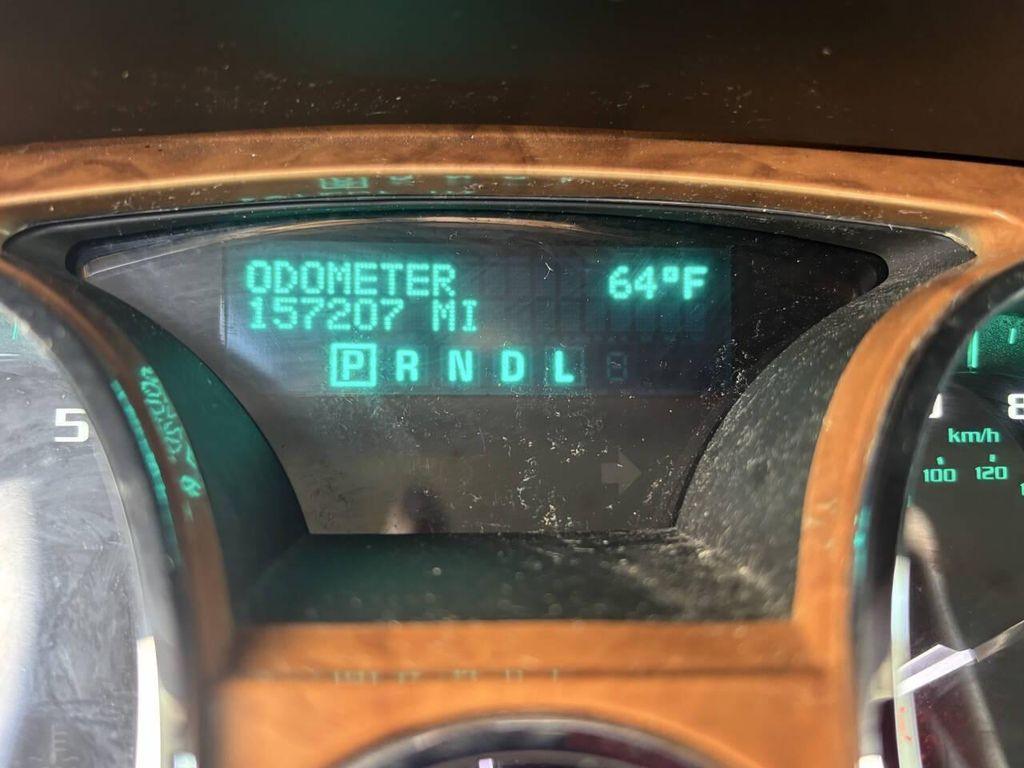 ODOMETER 64°F
157207 MI
P R N D L
5
km/h
100 120